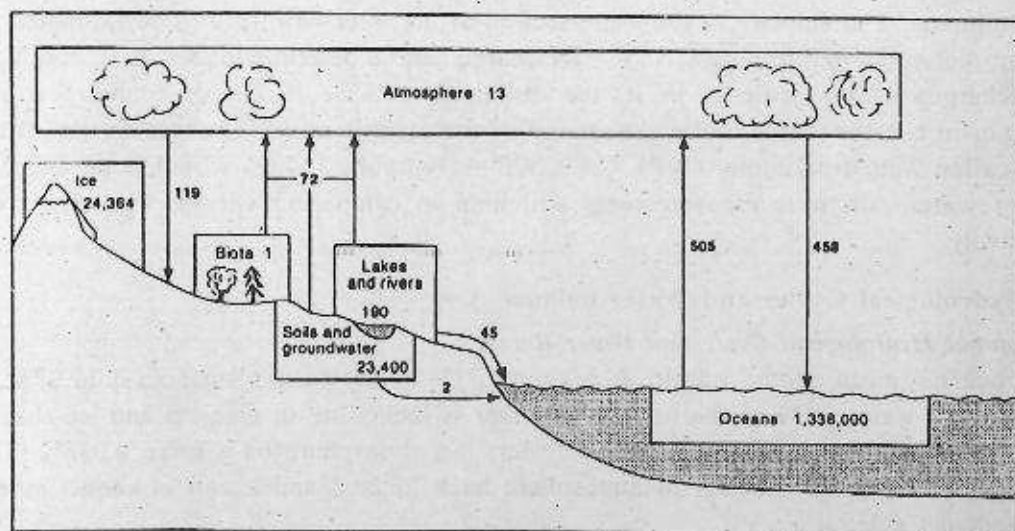 Atmosphere 13
Ice
24,364
119
72
505
458
Biota 1
Lakes
and rivers
190
Soils and
groundwater
23,400
45
2
Oceans 1,338,000